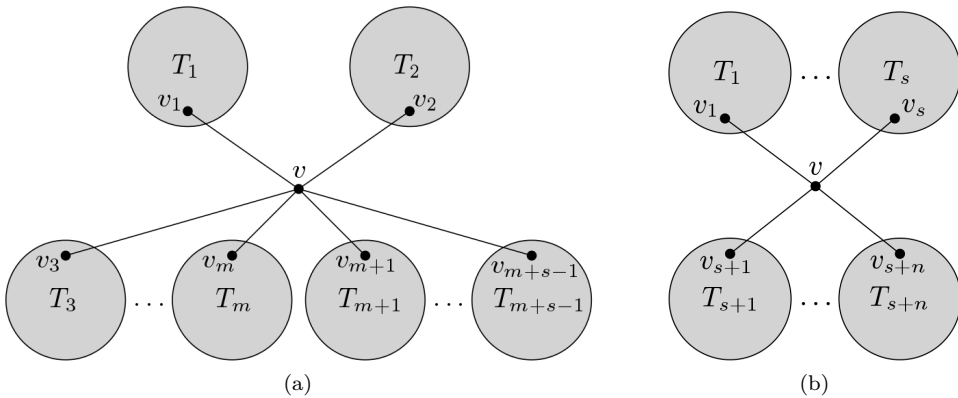 T₁ T₂ T₁ … Tₛ
v₁ v₂ v₁ vₛ
v v
v₃ vₘ vₘ₊₁ vₘ₊ₛ₋₁ vₛ₊₁ vₛ₊ₙ
T₃ … Tₘ Tₘ₊₁ … Tₘ₊ₛ₋₁ Tₛ₊₁ … Tₛ₊ₙ
(a) (b)